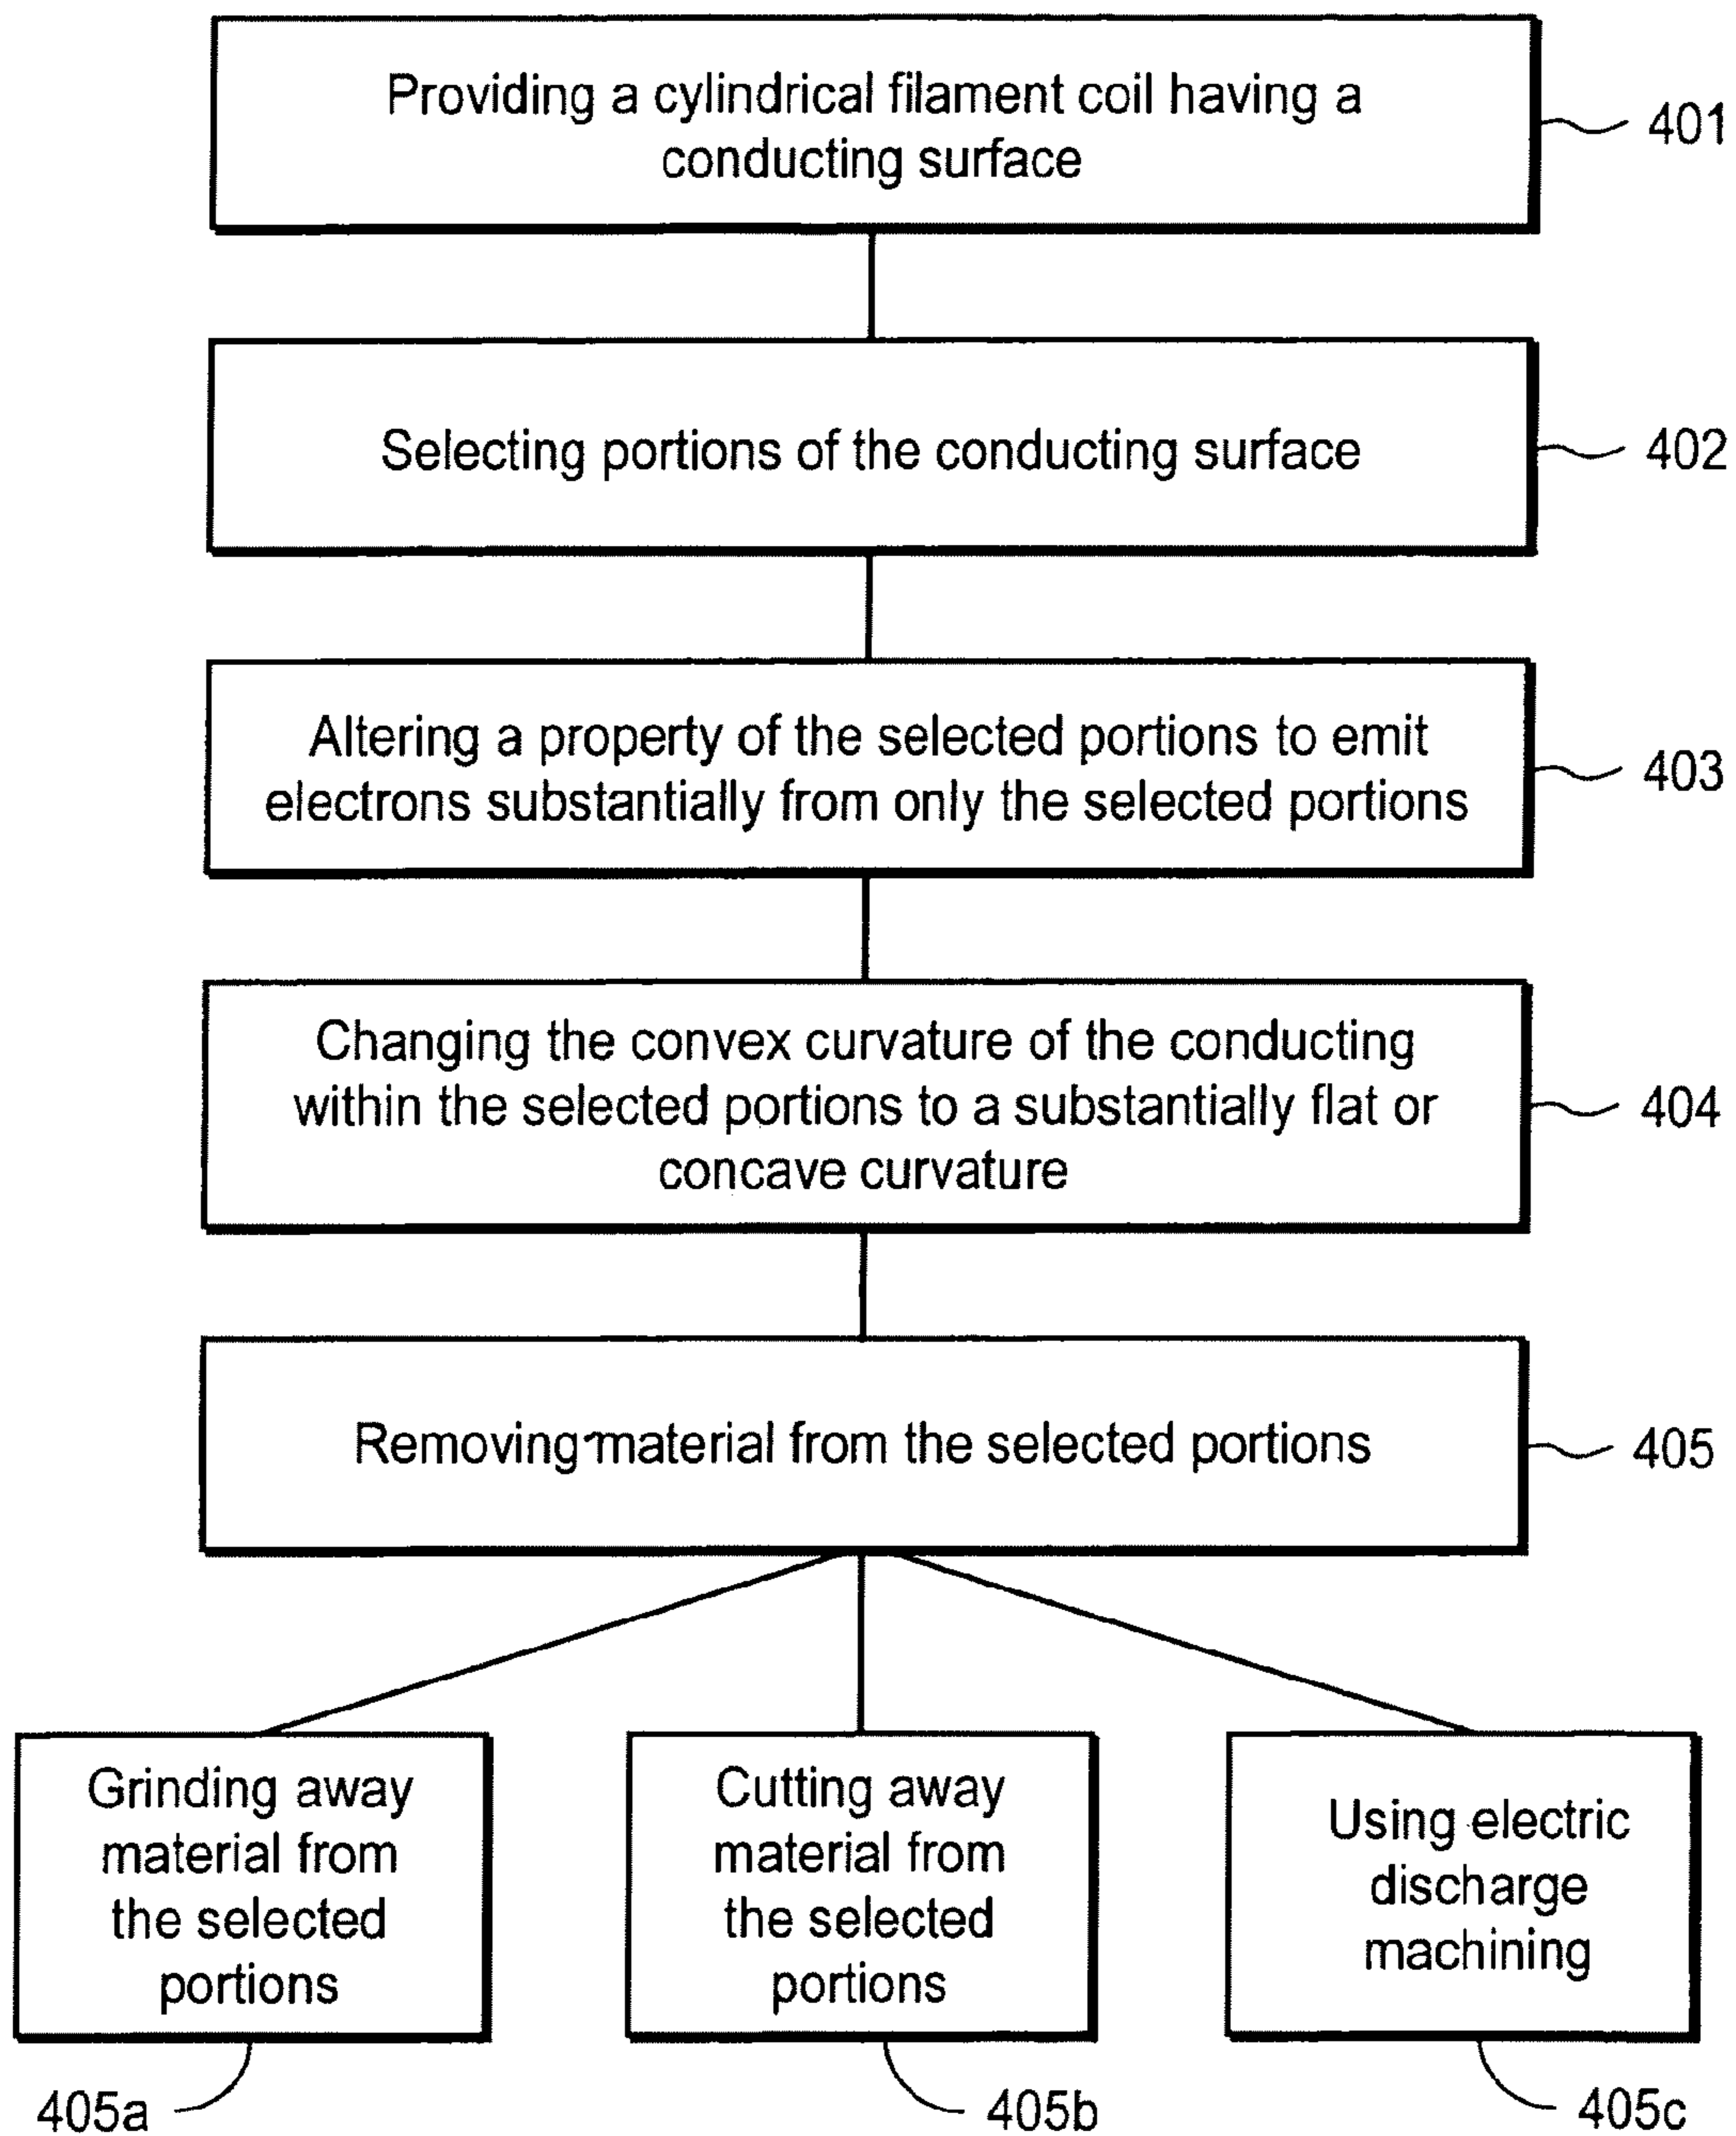 Providing a cylindrical filament coil having a
conducting surface
401
Selecting portions of the conducting surface
402
Altering a property of the selected portions to emit
electrons substantially from only the selected portions
403
Changing the convex curvature of the conducting
within the selected portions to a substantially flat or
concave curvature
404
Removing material from the selected portions
405
Grinding away
material from
the selected
portions
405a
Cutting away
material from
the selected
portions
405b
Using electric
discharge
machining
405c